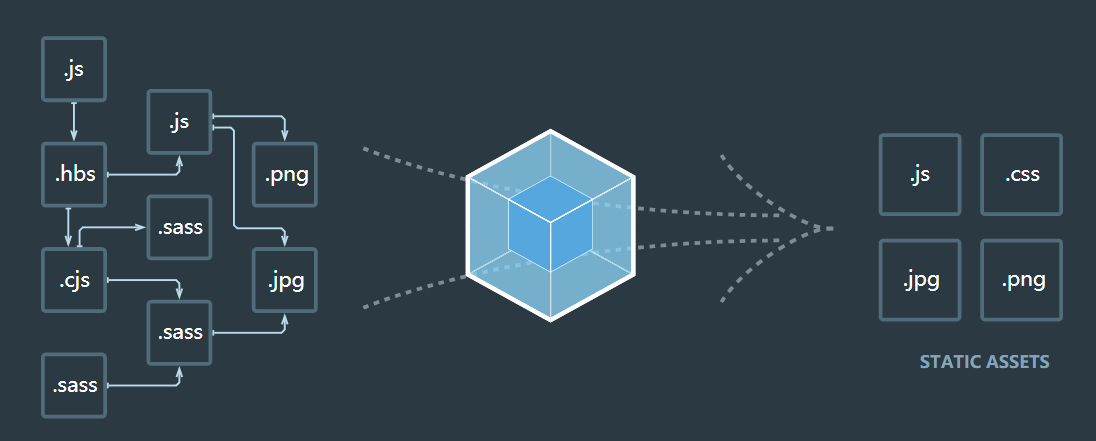 .js
.js
.hbs
.png
.sass
.cjs
.jpg
.sass
.sass
.js
.css
.jpg
.png
STATIC ASSETS